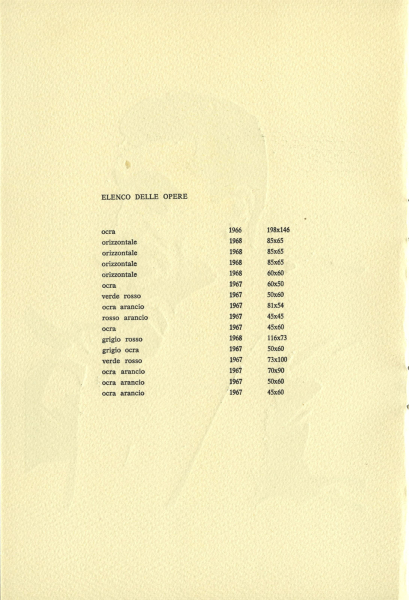 ELENCO DELLE OPERE
ocra 1966 198x146
orizzontale 1968 85x65
orizzontale 1968 85x65
orizzontale 1968 85x65
orizzontale 1968 60x60
ocra 1967 60x50
verde rosso 1967 50x60
ocra arancio 1967 81x54
rosso arancio 1967 45x45
ocra 1967 45x60
grigio rosso 1968 116x73
grigio ocra 1967 50x60
verde rosso 1967 73x100
ocra arancio 1967 70x90
ocra arancio 1967 50x60
ocra arancio 1967 45x60